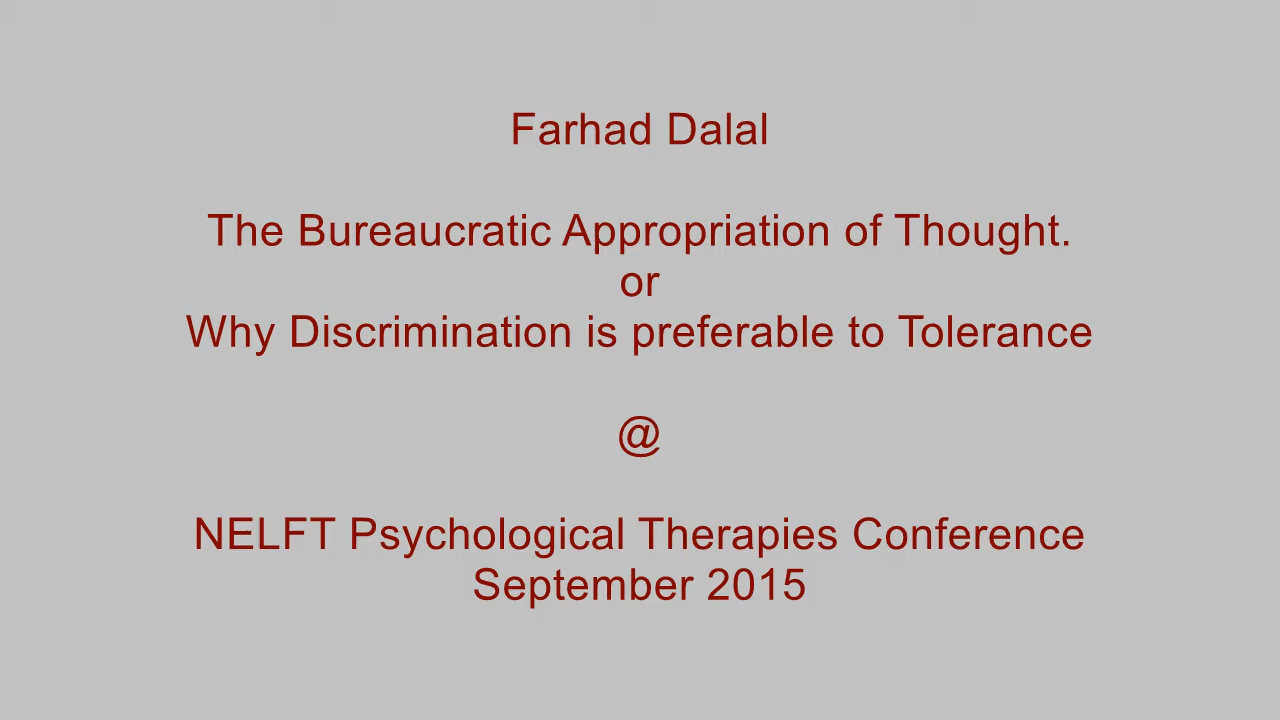 Farhad Dalal
The Bureaucratic Appropriation of Thought.
or
Why Discrimination is preferable to Tolerance
@
NELFT Psychological Therapies Conference
September 2015